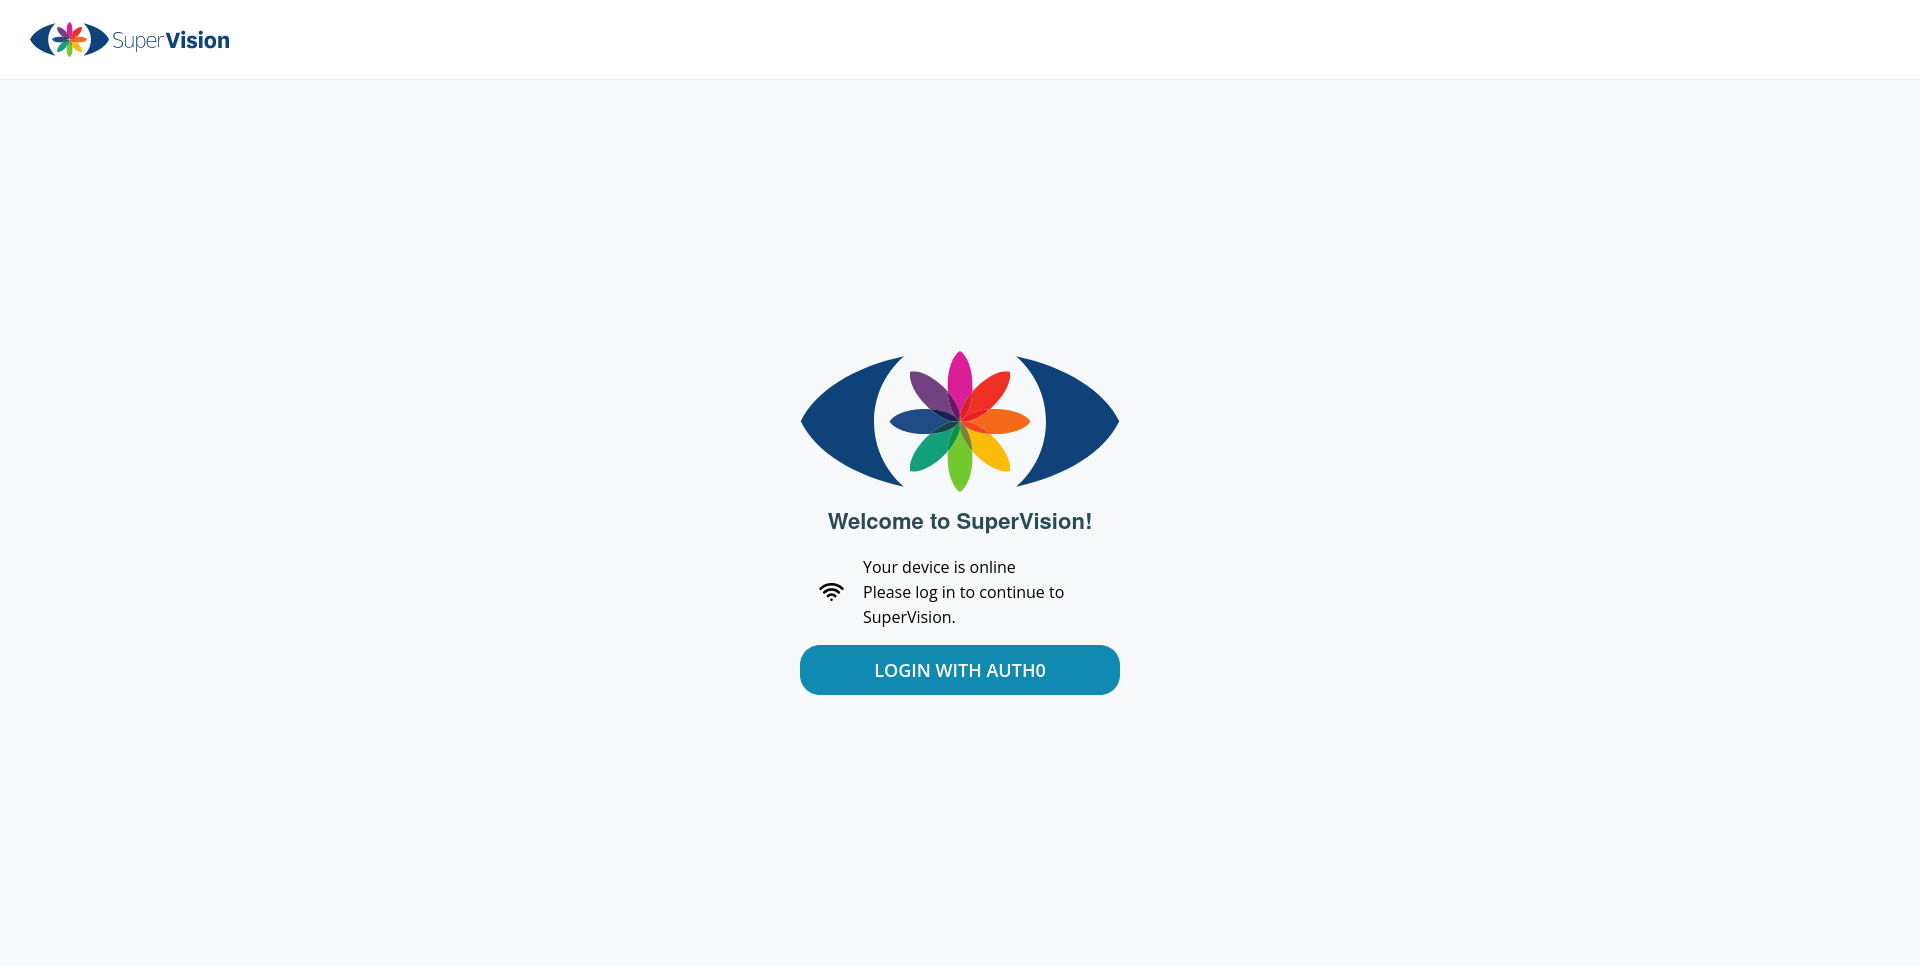 SuperVision
Welcome to SuperVision!
Your device is online
Please log in to continue to
SuperVision.
LOGIN WITH AUTH0